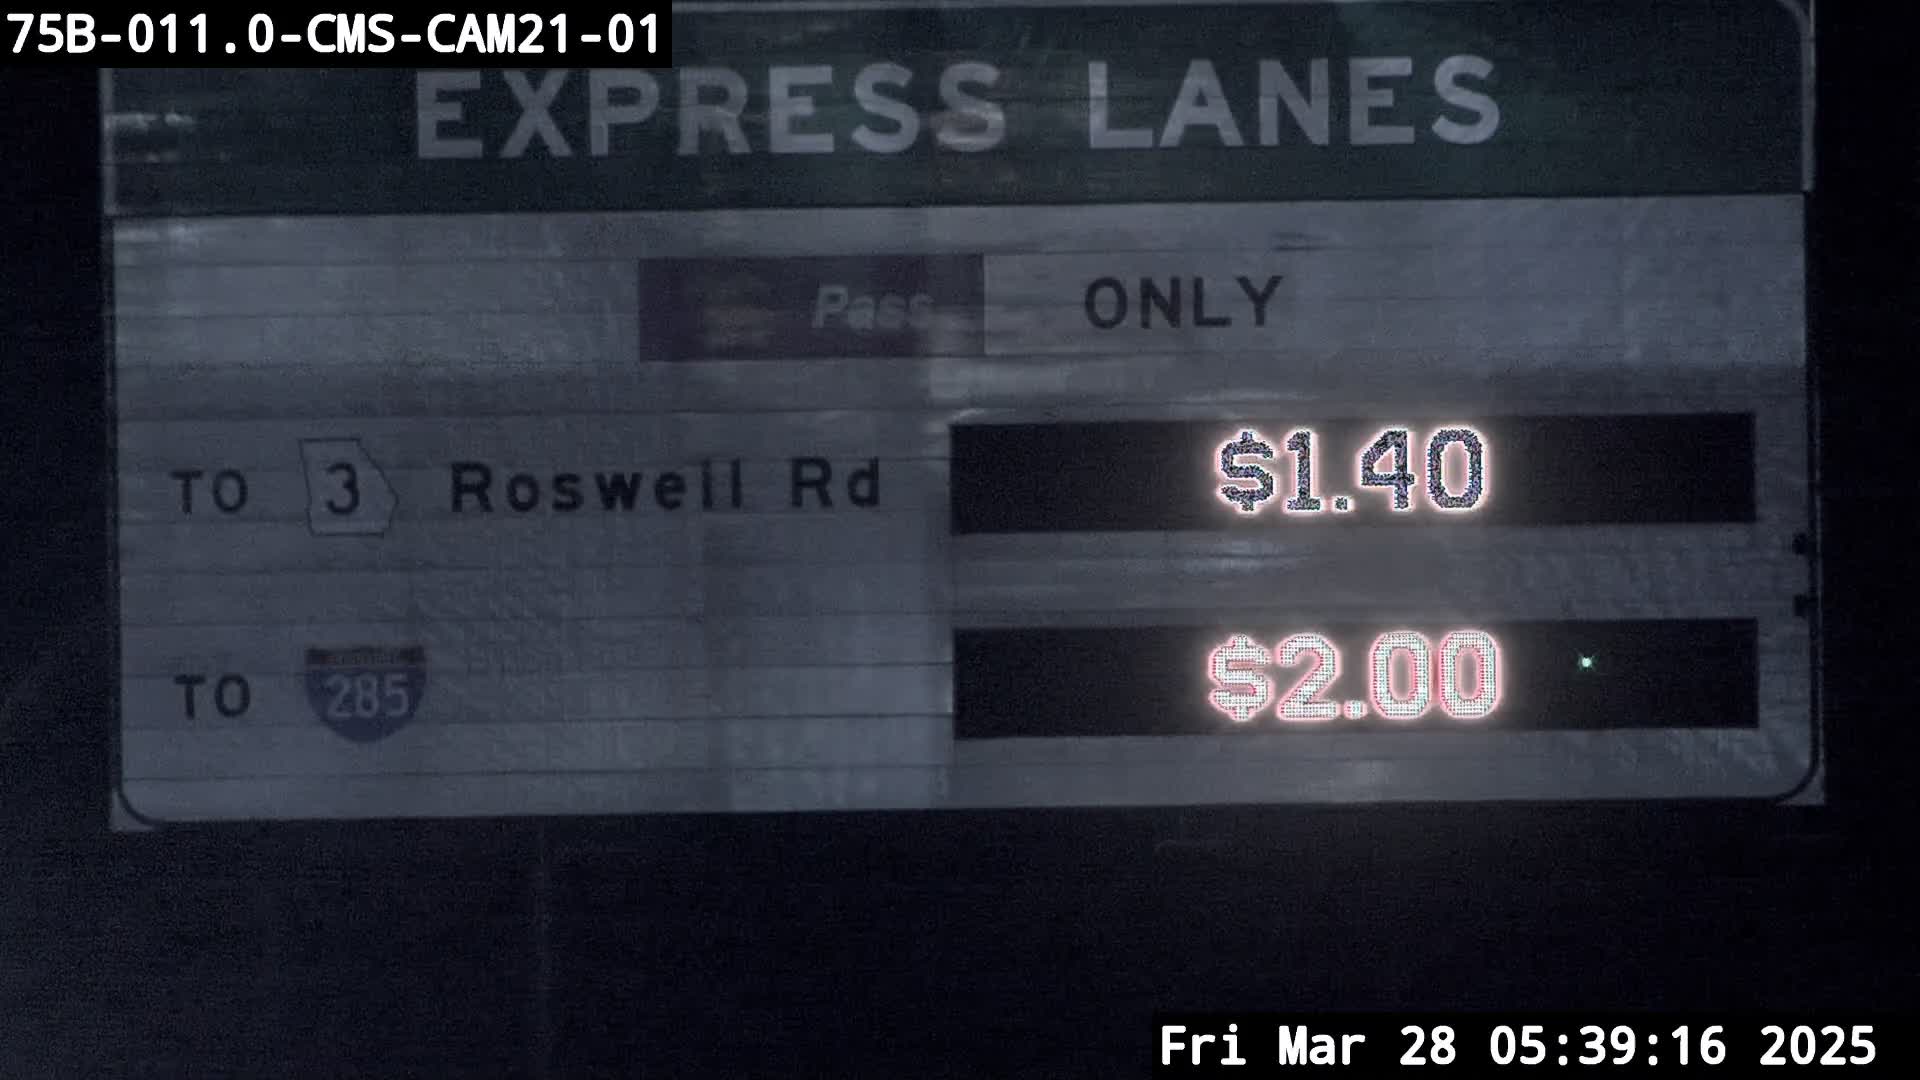 75B-011.0-CMS-CAM21-01
EXPRESS LANES
Pass ONLY
TO 3 Roswell Rd $1.40
TO 285 $2.00
Fri Mar 28 05:39:16 2025